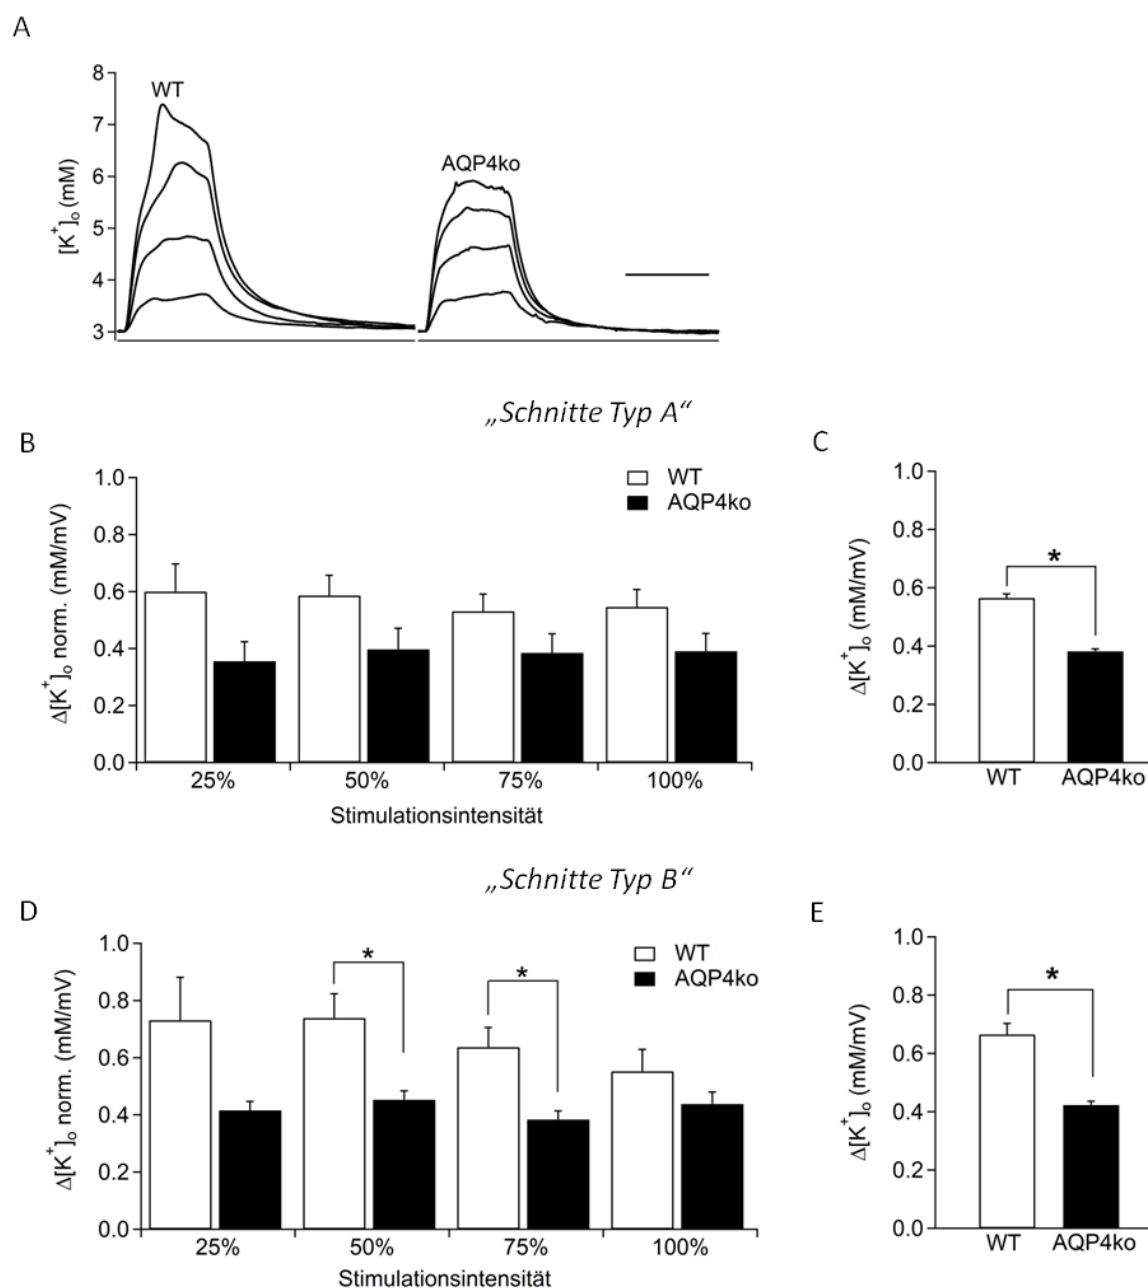 A
8
7
6
5
4
3
[K+]o (mM)
WT
AQP4ko
„Schnitte Typ A“
B
1.0
0.8
0.6
0.4
0.2
0.0
Δ[K+]o norm. (mM/mV)
WT
AQP4ko
25% 50% 75% 100%
Stimulationsintensität
C
1.0
0.8
0.6
0.4
0.2
0.0
Δ[K+]o (mM/mV)
*
WT AQP4ko
„Schnitte Typ B“
D
1.0
0.8
0.6
0.4
0.2
0.0
Δ[K+]o norm. (mM/mV)
* *
WT
AQP4ko
25% 50% 75% 100%
Stimulationsintensität
E
1.0
0.8
0.6
0.4
0.2
0.0
Δ[K+]o (mM/mV)
*
WT AQP4ko